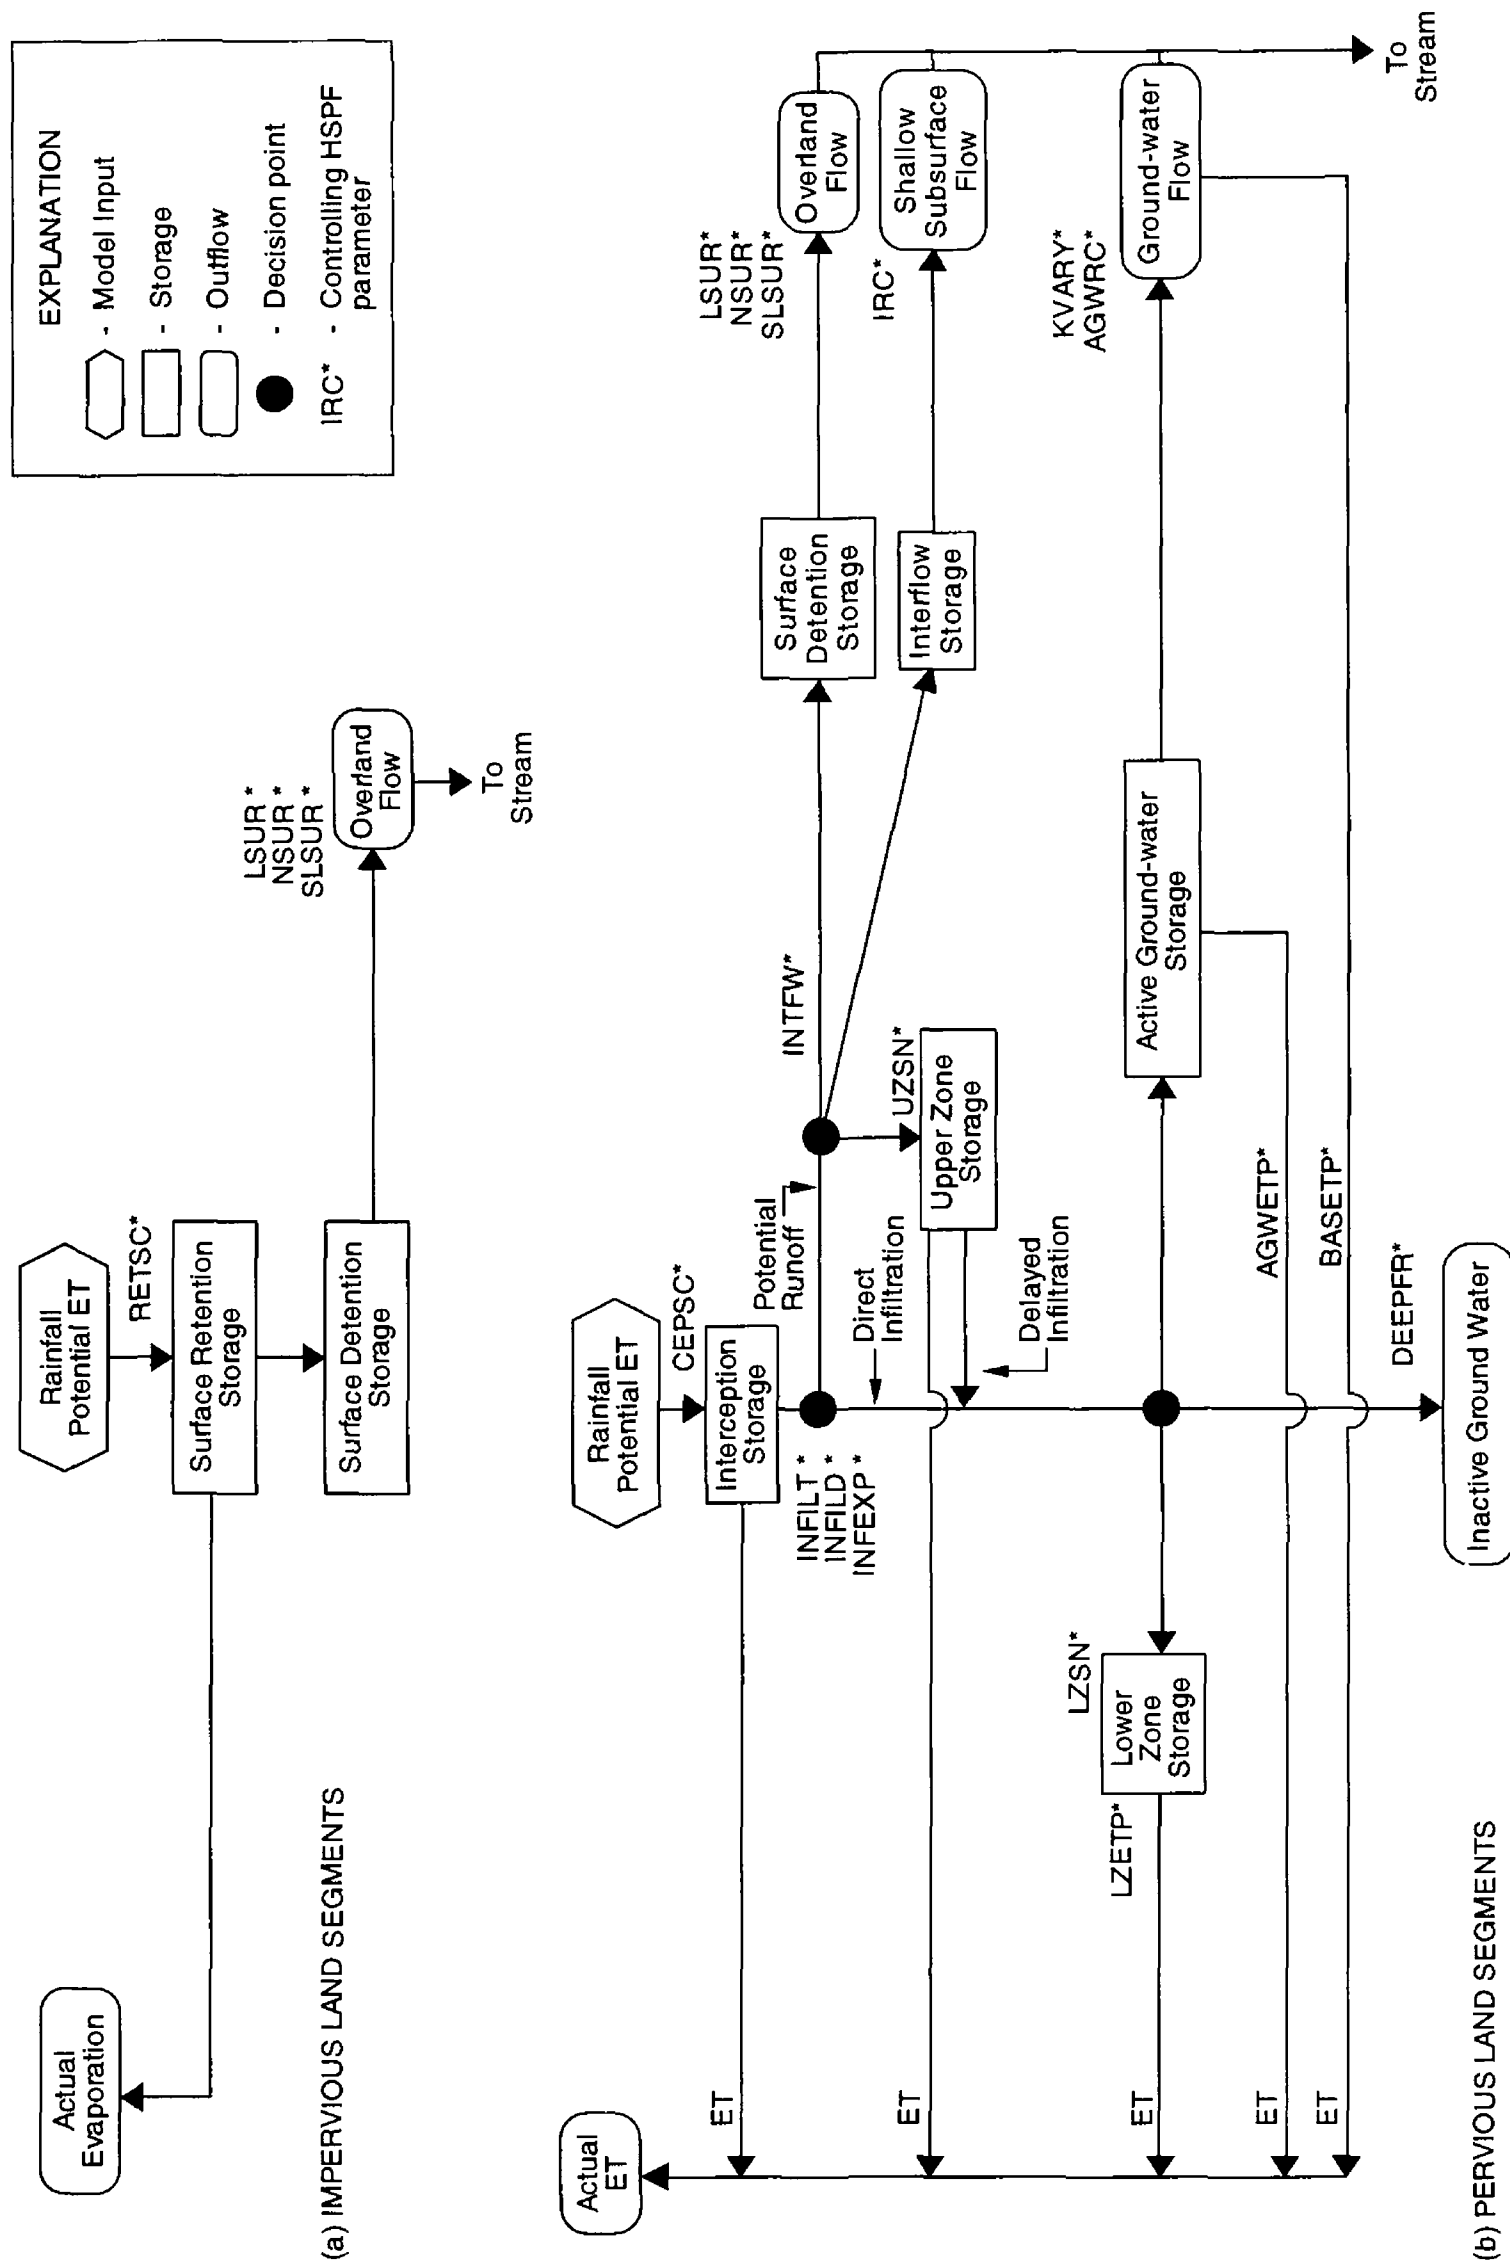 EXPLANATION
- Model Input
- Storage
- Outflow
- Decision point
IRC* - Controlling HSPF
parameter
Rainfall
Potential ET
RETSC*
Surface Retention
Storage
Surface Detention
Storage
LSUR *
NSUR *
SLSUR *
Overland
Flow
To
Stream
Actual
Evaporation
(a) IMPERVIOUS LAND SEGMENTS
Rainfall
Potential ET
CEPSC*
Interception
Storage
Actual
ET
ET
INFILT *
INFILD *
INFEXP *
Potential
Runoff
INTFW*
Surface
Detention
Storage
LSUR*
NSUR*
SLSUR*
Overland
Flow
Direct
Infiltration
UZSN*
Upper Zone
Storage
Interflow
Storage
IRC*
Shallow
Subsurface
Flow
ET
Delayed
Infiltration
LZSN*
Lower
Zone
Storage
LZETP*
ET
Active Ground-water
Storage
KVARY*
AGWRC*
Ground-water
Flow
To
Stream
AGWETP*
ET
BASETP*
ET
DEEPFR*
Inactive Ground Water
(b) PERVIOUS LAND SEGMENTS